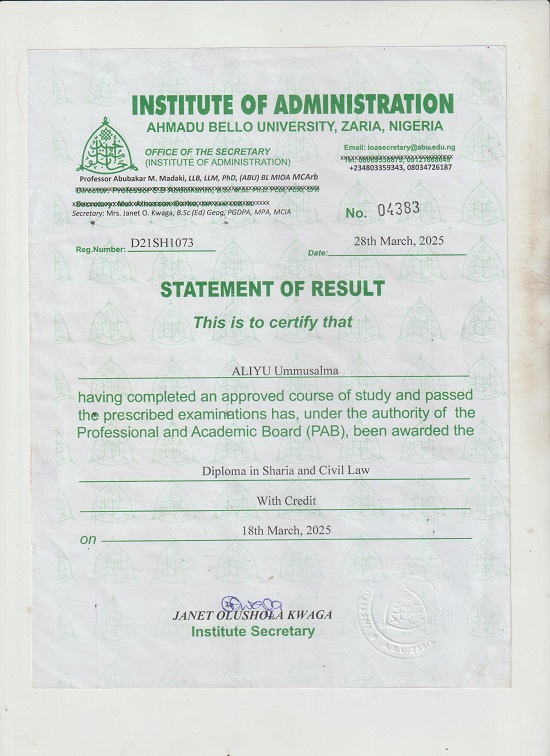 INSTITUTE OF ADMINISTRATION
AHMADU BELLO UNIVERSITY, ZARIA, NIGERIA
OFFICE OF THE SECRETARY
(INSTITUTE OF ADMINISTRATION)
Email: ioasecretary@abu.edu.ng
+234803359343, 08034726187
Professor Abubakar M. Madaki, LLB, LLM, PhD, (ABU) BL MIOA MCArb
Secretary: Mrs. Janet O. Kwaga, B.Sc (Ed) Geog, PGDPA, MPA, MCIA
No. 04383
Reg.Number: D21SH1073
Date: 28th March, 2025
STATEMENT OF RESULT
This is to certify that
ALIYU Ummusalma
having completed an approved course of study and passed
the prescribed examinations has, under the authority of the
Professional and Academic Board (PAB), been awarded the
Diploma in Sharia and Civil Law
With Credit
on 18th March, 2025
JANET OLUSHOLA KWAGA
Institute Secretary